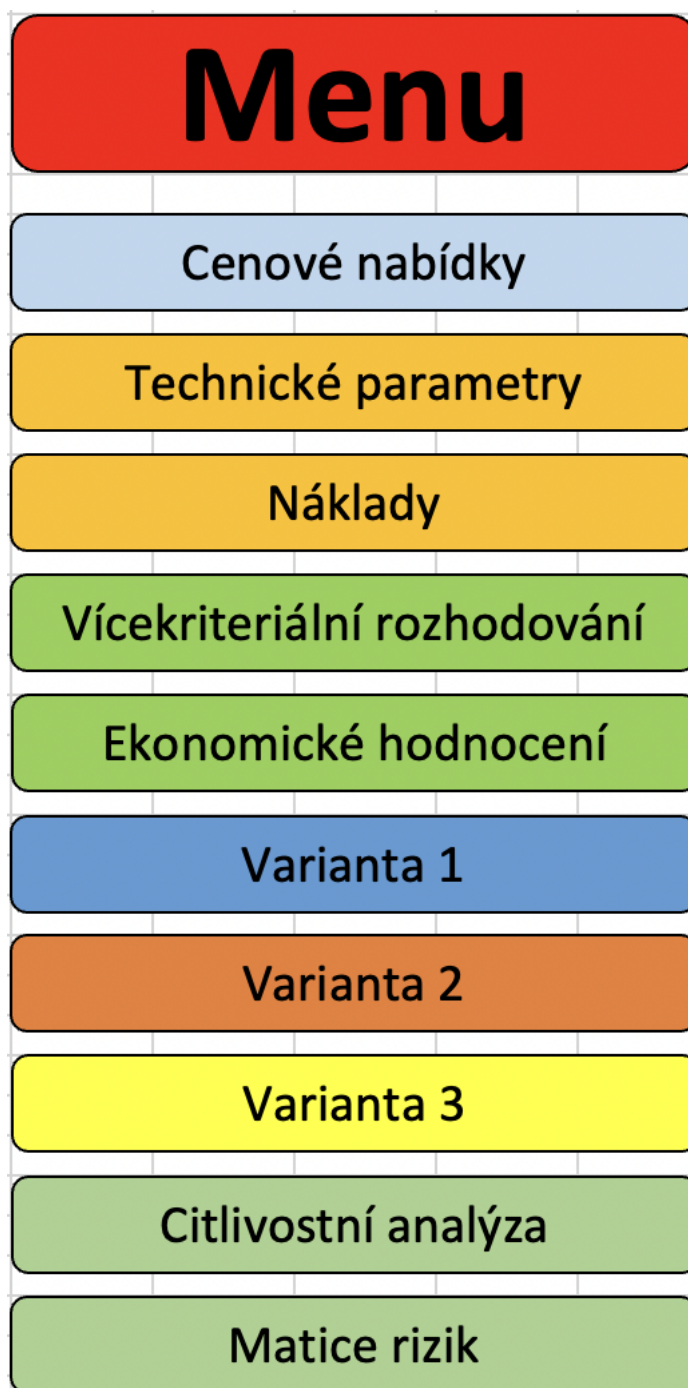 Menu
Cenové nabídky
Technické parametry
Náklady
Vícekriteriální rozhodování
Ekonomické hodnocení
Varianta 1
Varianta 2
Varianta 3
Citlivostní analýza
Matice rizik